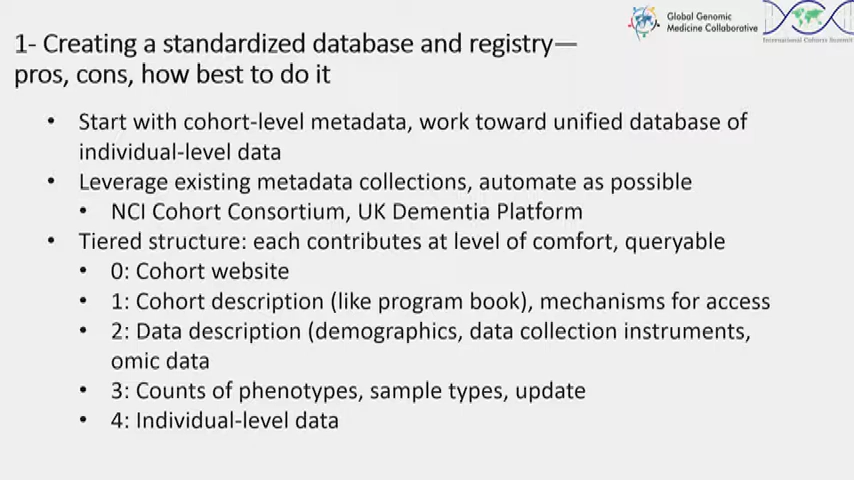 Global Genomic
Medicine Collaborative
International Cohorts Summit
1- Creating a standardized database and registry—
pros, cons, how best to do it
• Start with cohort-level metadata, work toward unified database of
individual-level data
• Leverage existing metadata collections, automate as possible
• NCI Cohort Consortium, UK Dementia Platform
• Tiered structure: each contributes at level of comfort, queryable
• 0: Cohort website
• 1: Cohort description (like program book), mechanisms for access
• 2: Data description (demographics, data collection instruments,
omic data
• 3: Counts of phenotypes, sample types, update
• 4: Individual-level data